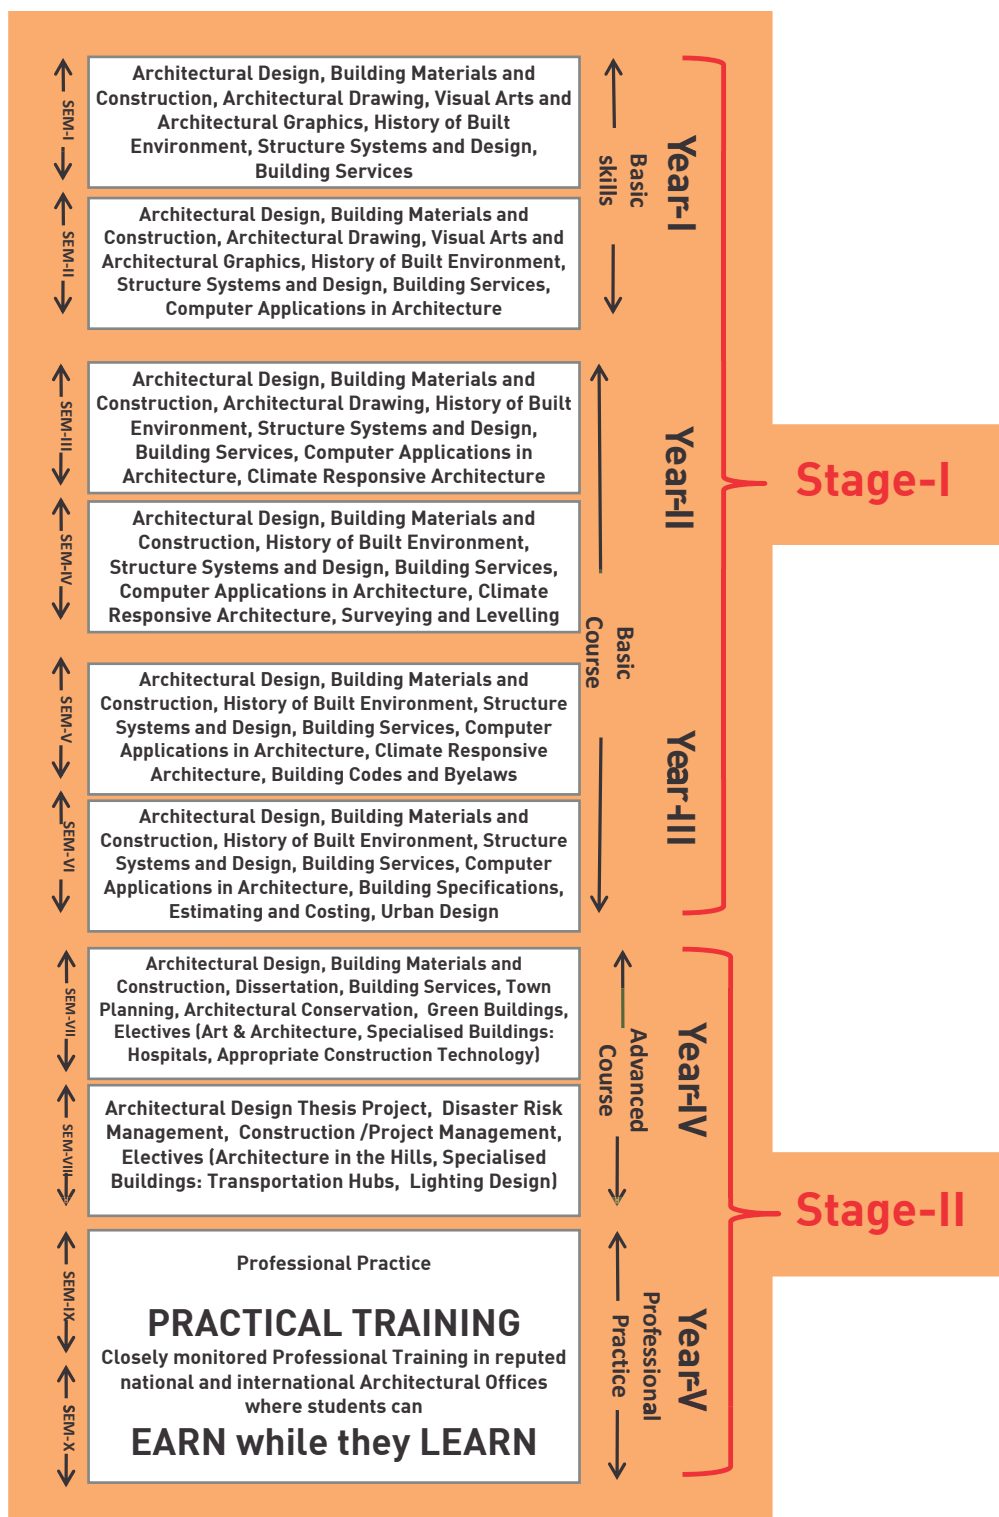 SEM-I
Architectural Design, Building Materials and
Construction, Architectural Drawing, Visual Arts and
Architectural Graphics, History of Built
Environment, Structure Systems and Design,
Building Services
SEM-II
Architectural Design, Building Materials and
Construction, Architectural Drawing, Visual Arts and
Architectural Graphics, History of Built Environment,
Structure Systems and Design, Building Services,
Computer Applications in Architecture
Basic
skills
Year-I
SEM-III
Architectural Design, Building Materials and
Construction, Architectural Drawing, History of Built
Environment, Structure Systems and Design,
Building Services, Computer Applications in
Architecture, Climate Responsive Architecture
SEM-IV
Architectural Design, Building Materials and
Construction, History of Built Environment,
Structure Systems and Design, Building Services,
Computer Applications in Architecture, Climate
Responsive Architecture, Surveying and Levelling
Year-II
Basic
Course
SEM-V
Architectural Design, Building Materials and
Construction, History of Built Environment, Structure
Systems and Design, Building Services, Computer
Applications in Architecture, Climate Responsive
Architecture, Building Codes and Byelaws
SEM-VI
Architectural Design, Building Materials and
Construction, History of Built Environment, Structure
Systems and Design, Building Services, Computer
Applications in Architecture, Building Specifications,
Estimating and Costing, Urban Design
Year-III
Stage-I
SEM-VII
Architectural Design, Building Materials and
Construction, Dissertation, Building Services, Town
Planning, Architectural Conservation, Green Buildings,
Electives (Art & Architecture, Specialised Buildings:
Hospitals, Appropriate Construction Technology)
SEM-VIII
Architectural Design Thesis Project, Disaster Risk
Management, Construction /Project Management,
Electives (Architecture in the Hills, Specialised
Buildings: Transportation Hubs, Lighting Design)
Advanced
Course
Year-IV
SEM-IX
SEM-X
Professional Practice
PRACTICAL TRAINING
Closely monitored Professional Training in reputed
national and international Architectural Offices
where students can
EARN while they LEARN
Professional
Practice
Year-V
Stage-II